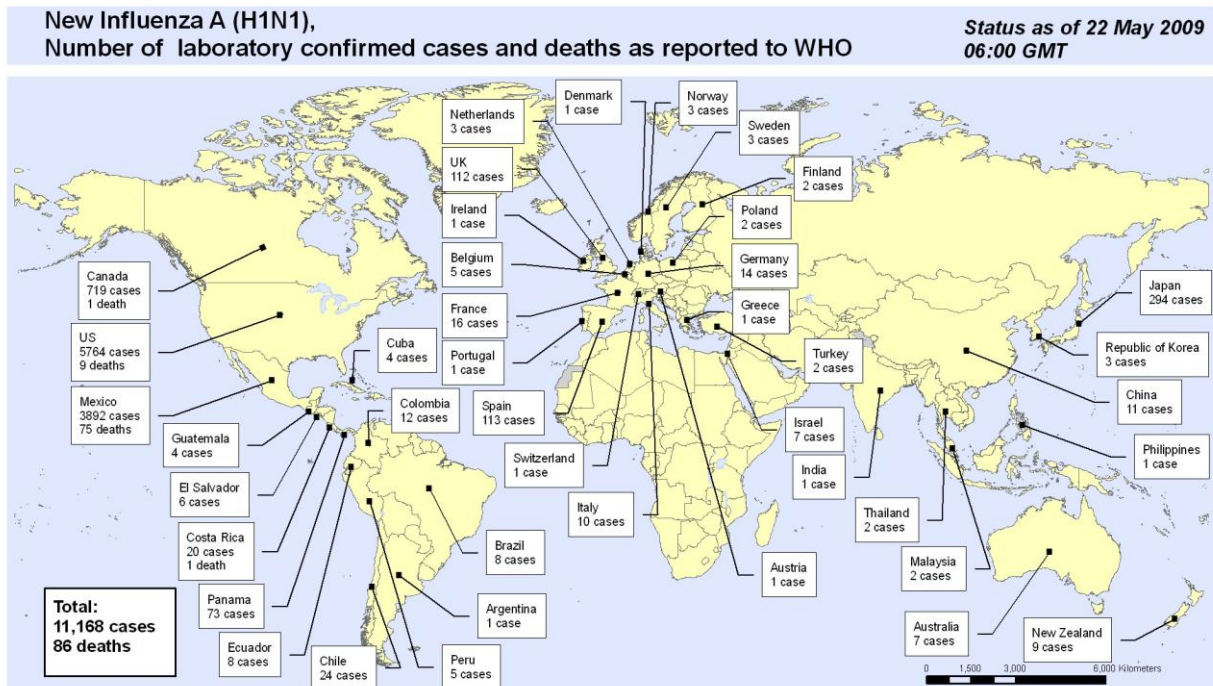 New Influenza A (H1N1),
Number of laboratory confirmed cases and deaths as reported to WHO
Status as of 22 May 2009
06:00 GMT
Denmark
1 case
Norway
3 cases
Netherlands
3 cases
Sweden
3 cases
UK
112 cases
Finland
2 cases
Ireland
1 case
Poland
2 cases
Belgium
5 cases
Germany
14 cases
Canada
719 cases
1 death
Japan
294 cases
France
16 cases
Greece
1 case
US
5764 cases
9 deaths
Cuba
4 cases
Portugal
1 case
Turkey
2 cases
Republic of Korea
3 cases
Mexico
3892 cases
75 deaths
Colombia
12 cases
Spain
113 cases
China
11 cases
Guatemala
4 cases
Israel
7 cases
Switzerland
1 case
India
1 case
Philippines
1 case
El Salvador
6 cases
Italy
10 cases
Thailand
2 cases
Costa Rica
20 cases
1 death
Brazil
8 cases
Austria
1 case
Malaysia
2 cases
Panama
73 cases
Argentina
1 case
Total:
11,168 cases
86 deaths
Ecuador
8 cases
Chile
24 cases
Peru
5 cases
Australia
7 cases
New Zealand
9 cases
0 1,500 3,000 6,000 Kilometers